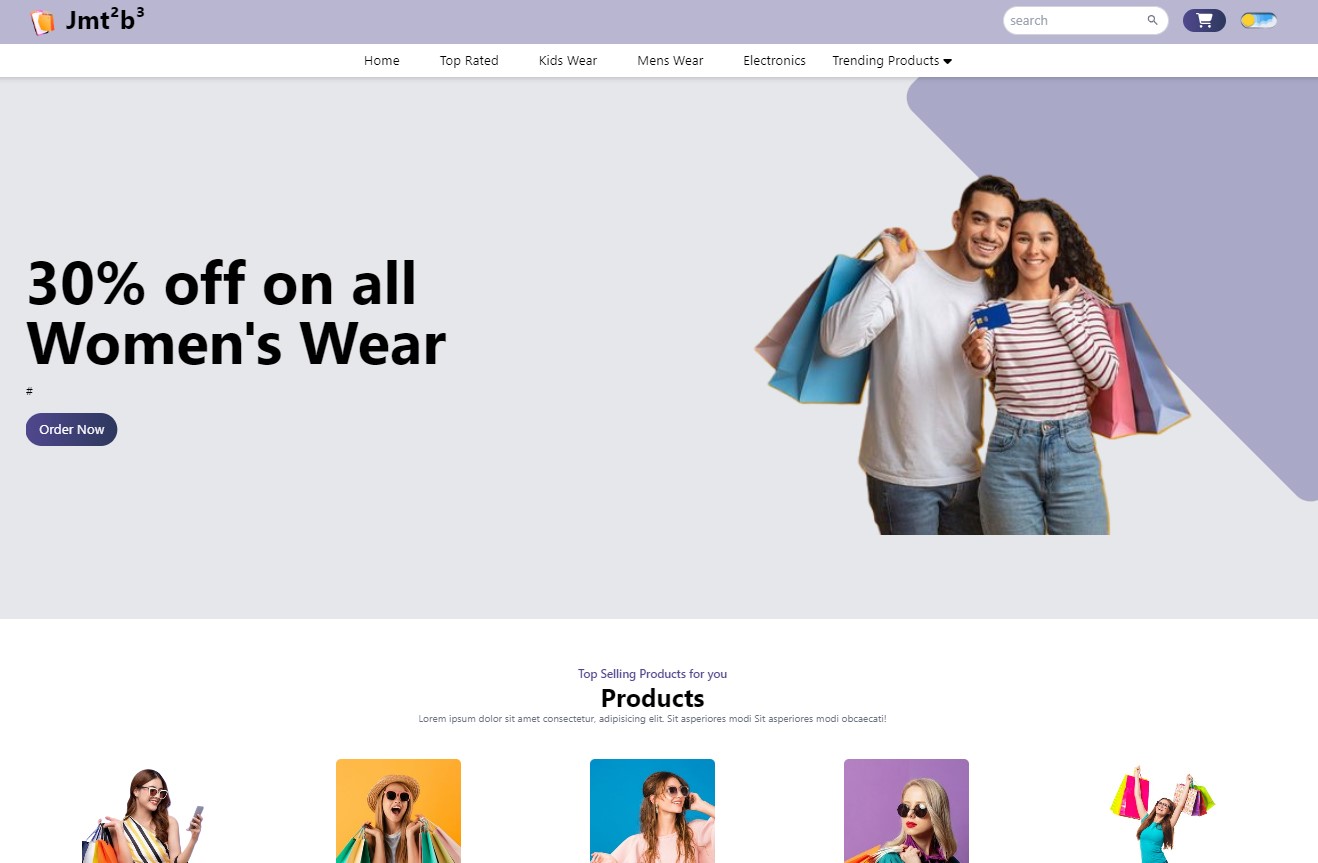 Jmt²b³
search
Home Top Rated Kids Wear Mens Wear Electronics Trending Products
30% off on all
Women's Wear
#
Order Now
Top Selling Products for you
Products
Lorem ipsum dolor sit amet consectetur, adipisicing elit. Sit asperiores modi Sit asperiores modi obcaecati!